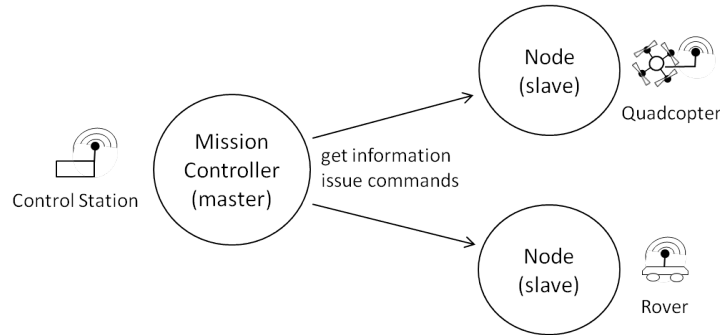 Control Station
Mission
Controller
(master)
get information
issue commands
Node
(slave)
Quadcopter
Node
(slave)
Rover